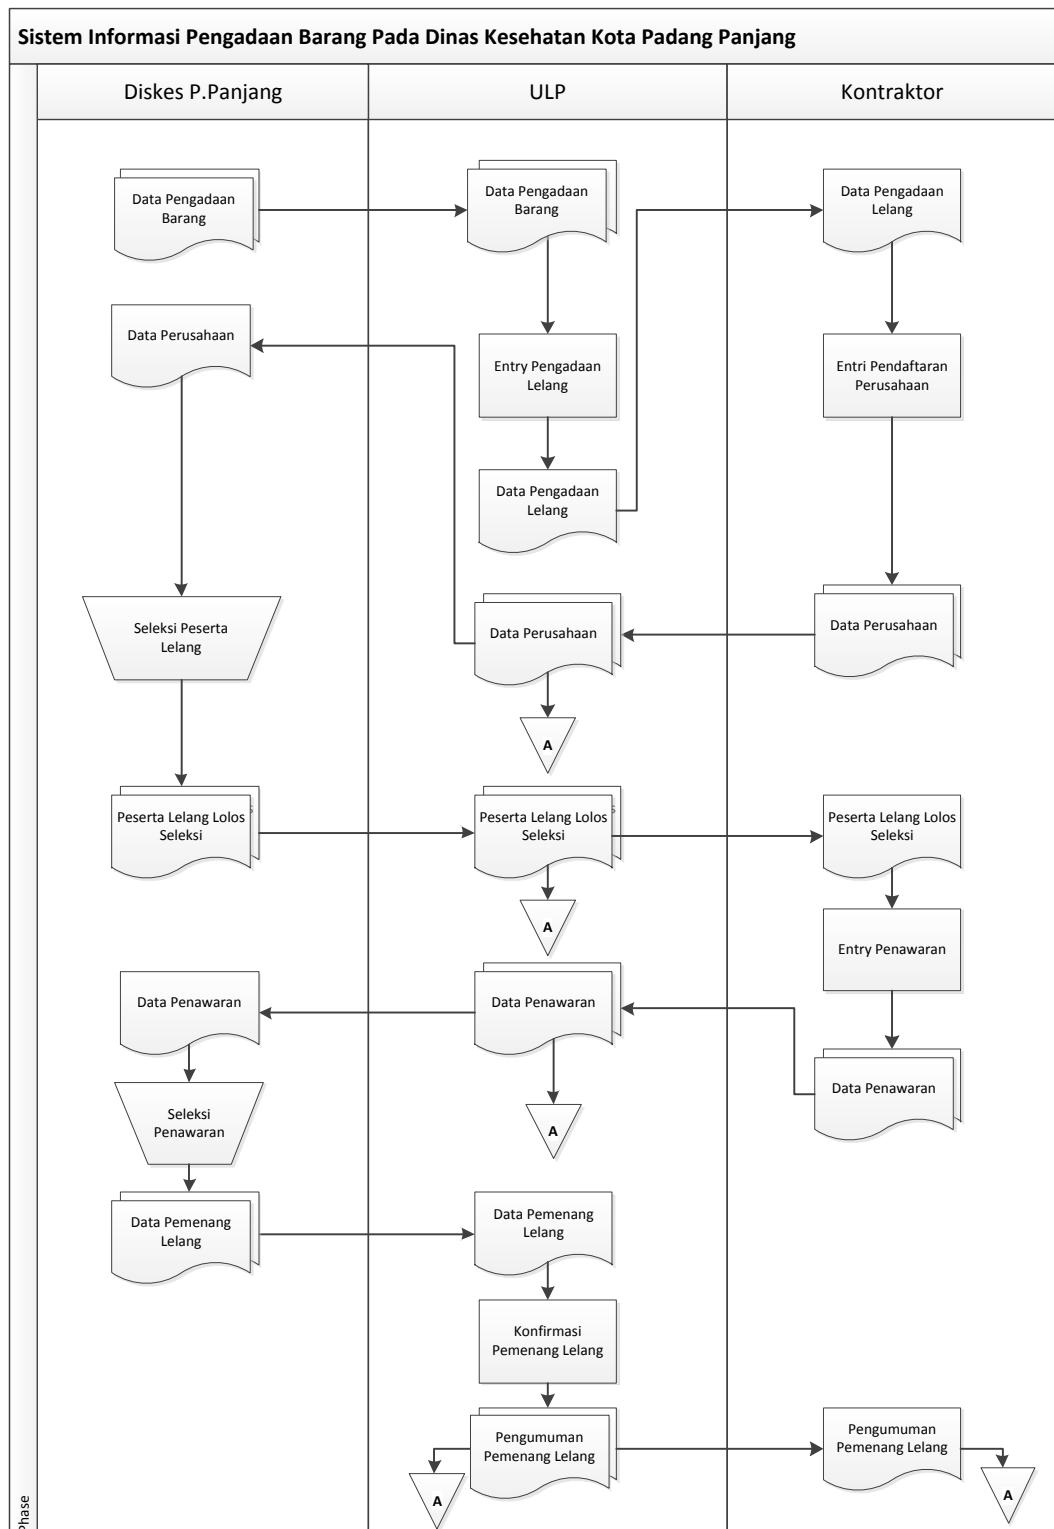 Sistem Informasi Pengadaan Barang Pada Dinas Kesehatan Kota Padang Panjang
Diskes P.Panjang
ULP
Kontraktor
Data Pengadaan
Barang
Data Pengadaan
Barang
Data Pengadaan
Lelang
Data Perusahaan
Entry Pengadaan
Lelang
Entri Pendaftaran
Perusahaan
Data Pengadaan
Lelang
Seleksi Peserta
Lelang
Data Perusahaan
Data Perusahaan
A
Peserta Lelang Lolos
Seleksi
Peserta Lelang Lolos
Seleksi
Peserta Lelang Lolos
Seleksi
A
Entry Penawaran
Data Penawaran
Data Penawaran
Data Penawaran
Seleksi
Penawaran
A
Data Pemenang
Lelang
Data Pemenang
Lelang
Konfirmasi
Pemenang Lelang
Pengumuman
Pemenang Lelang
Pengumuman
Pemenang Lelang
A
A
Phase